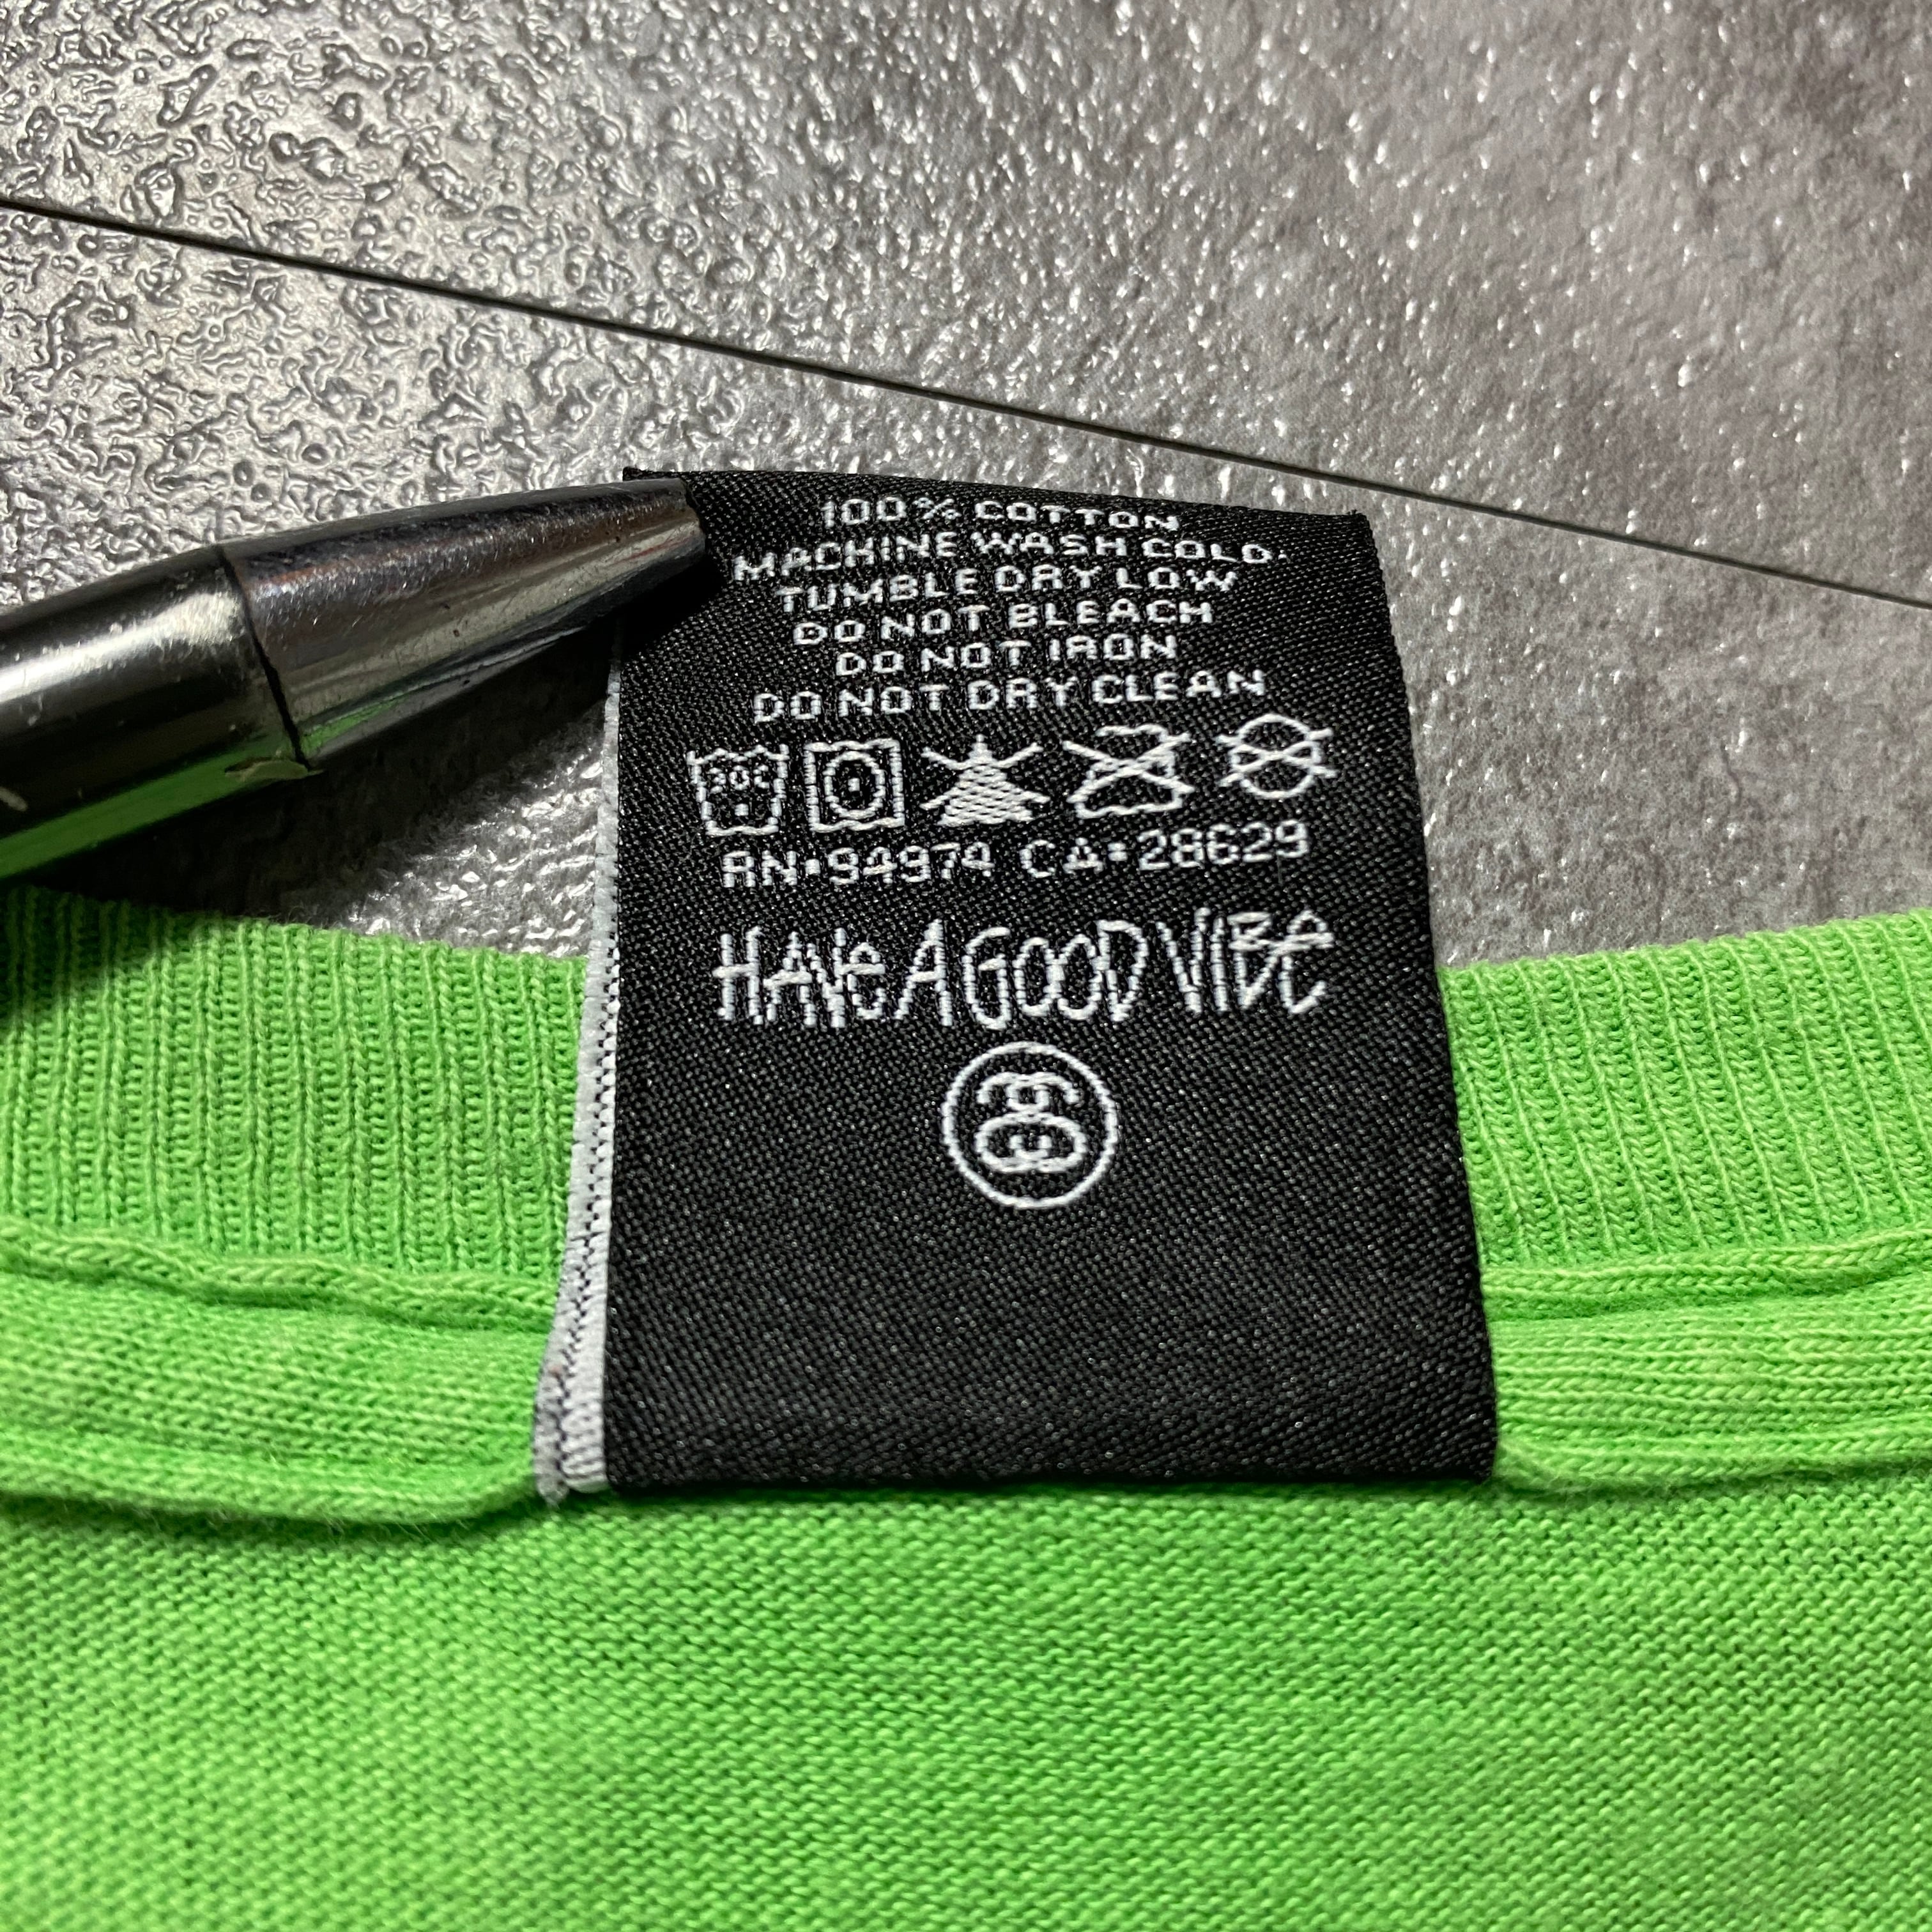 100% COTTON
MACHINE WASH COLD
TUMBLE DRY LOW
DO NOT BLEACH
DO NOT IRON
DO NOT DRY CLEAN
30C
RN•94974 CA•28629
HAVE A GOOD VIBE